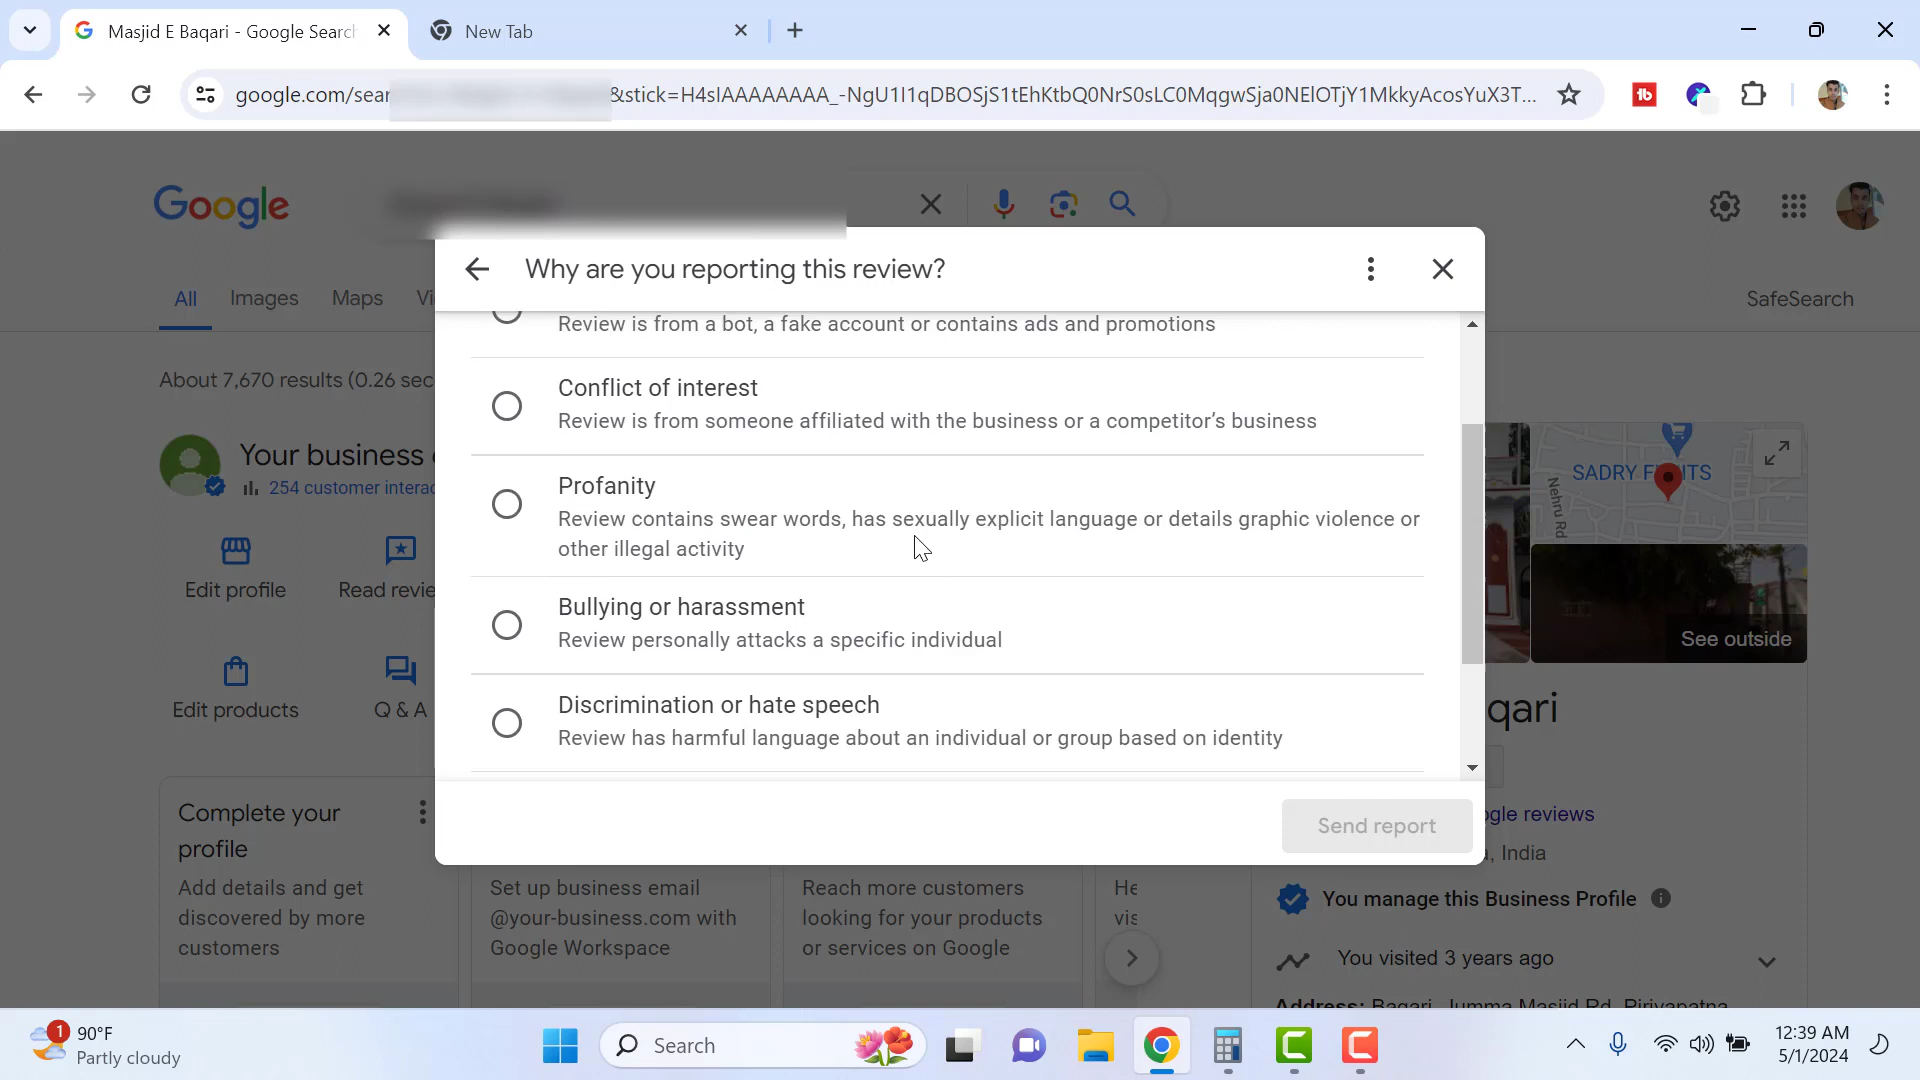 Masjid E Baqari - Google Search
New Tab
google.com/sear
&stick=H4sIAAAAAAAA_-NgU1I1qDBOSjS1tEhKtbQ0NrS0sLC0MqgwSja0NElOTjY1MkkyAcosYuX3T...
Google
Why are you reporting this review?
All
Images
Maps
Vi
SafeSearch
Review is from a bot, a fake account or contains ads and promotions
About 7,670 results (0.26 sec
Conflict of interest
Review is from someone affiliated with the business or a competitor's business
Your business
254 customer interac
Profanity
Review contains swear words, has sexually explicit language or details graphic violence or
other illegal activity
SADRY
ITS
Nehru Rd
Edit profile
Read revie
Bullying or harassment
Review personally attacks a specific individual
See outside
Edit products
Q & A
Discrimination or hate speech
Review has harmful language about an individual or group based on identity
qari
Send report
ogle reviews
, India
Complete your
profile
Add details and get
discovered by more
customers
Set up business email
@your-business.com with
Google Workspace
Reach more customers
looking for your products
or services on Google
He
vis
You manage this Business Profile
You visited 3 years ago
Address: Baqari, Jumma Masjid Rd, Piriyapatna
1
90°F
Partly cloudy
Search
12:39 AM
5/1/2024